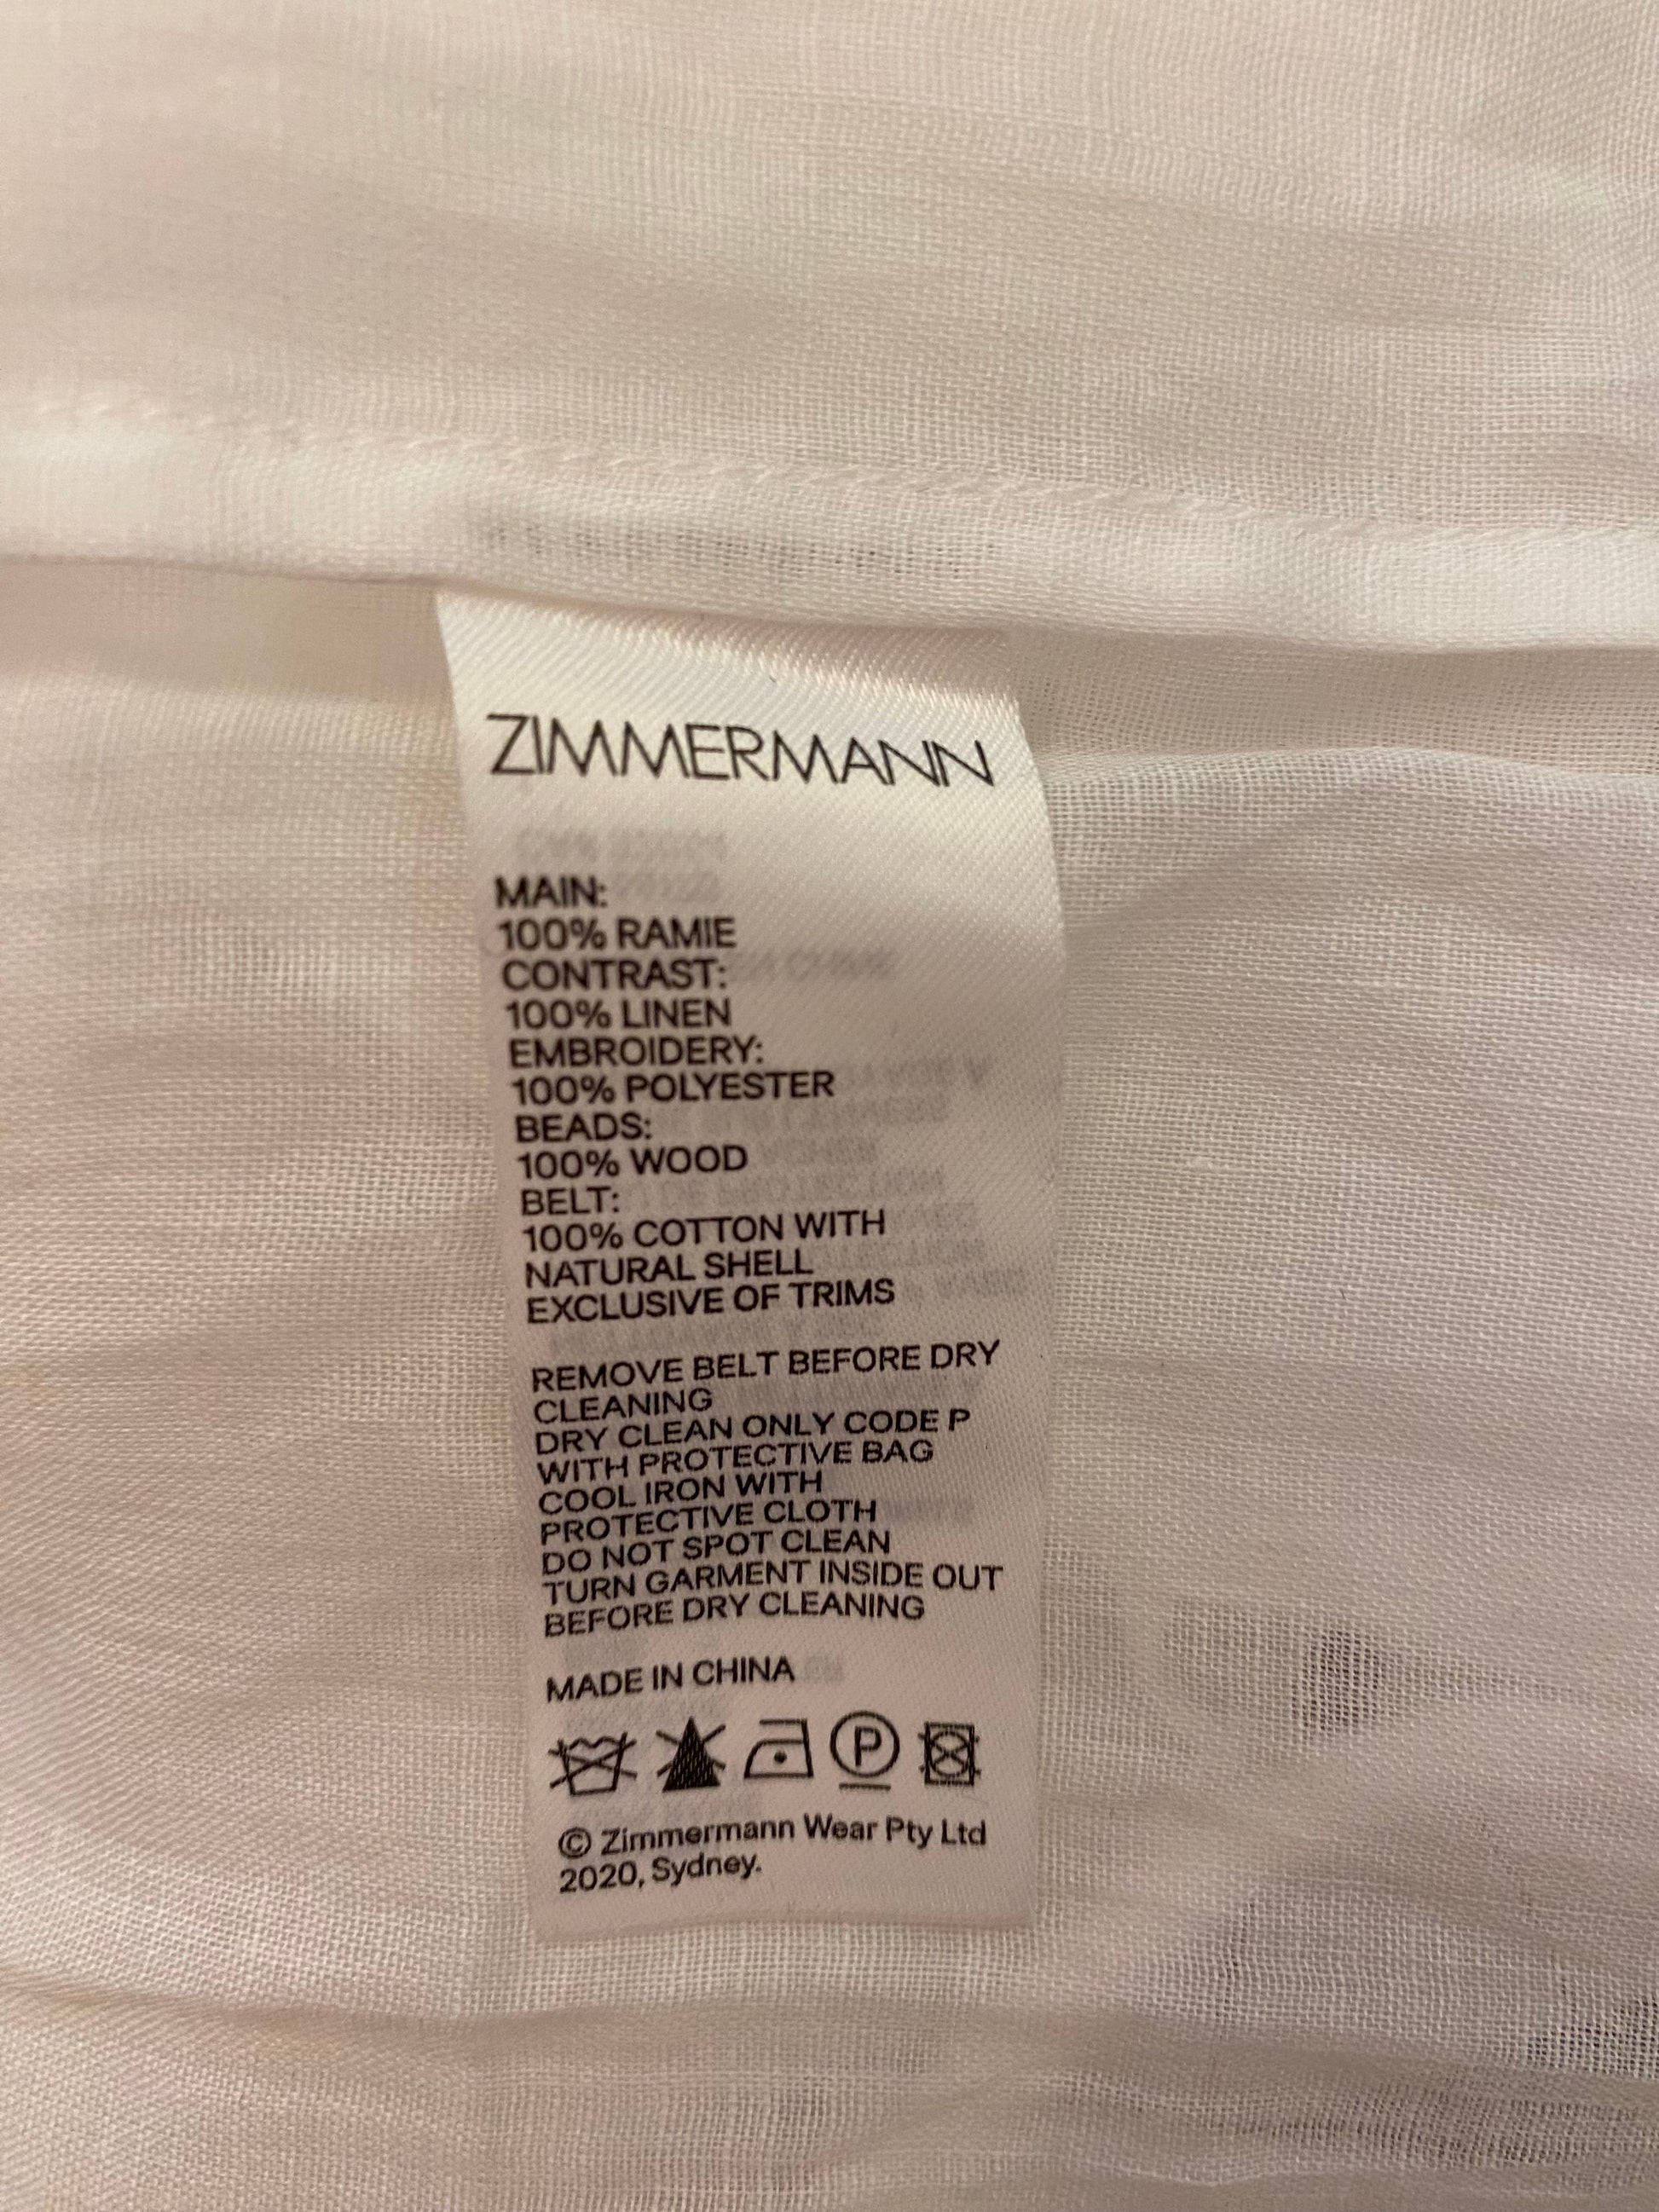 ZIMMERMANN
MAIN:
100% RAMIE
CONTRAST:
100% LINEN
EMBROIDERY:
100% POLYESTER
BEADS:
100% WOOD
BELT:
100% COTTON WITH
NATURAL SHELL
EXCLUSIVE OF TRIMS
REMOVE BELT BEFORE DRY
CLEANING
DRY CLEAN ONLY CODE P
WITH PROTECTIVE BAG
COOL IRON WITH
PROTECTIVE CLOTH
DO NOT SPOT CLEAN
TURN GARMENT INSIDE OUT
BEFORE DRY CLEANING
MADE IN CHINA
P
© Zimmermann Wear Pty Ltd
2020, Sydney.